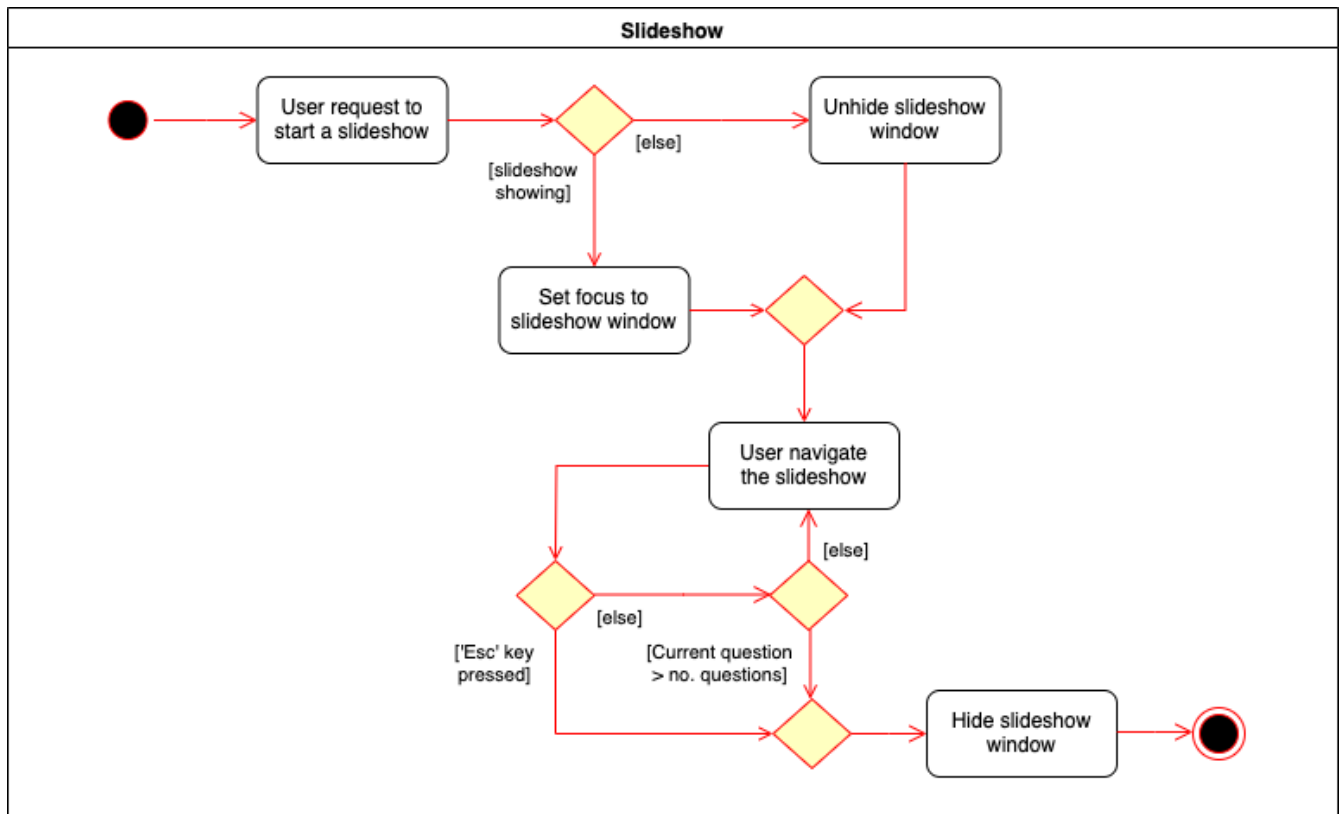 Slideshow
User request to
start a slideshow
[else]
Unhide slideshow
window
[slideshow
showing]
Set focus to
slideshow window
User navigate
the slideshow
[else]
[else]
['Esc' key
pressed]
[Current question
> no. questions]
Hide slideshow
window